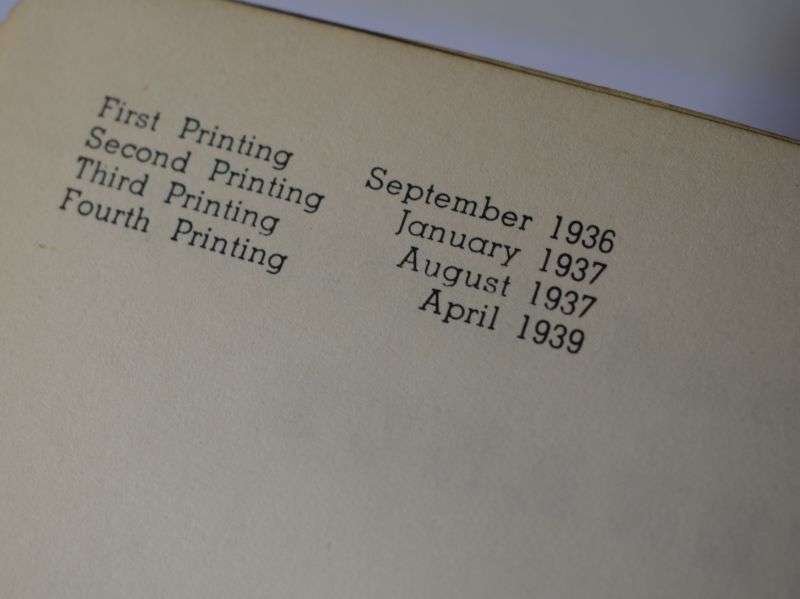 First Printing September 1936
Second Printing January 1937
Third Printing August 1937
Fourth Printing April 1939